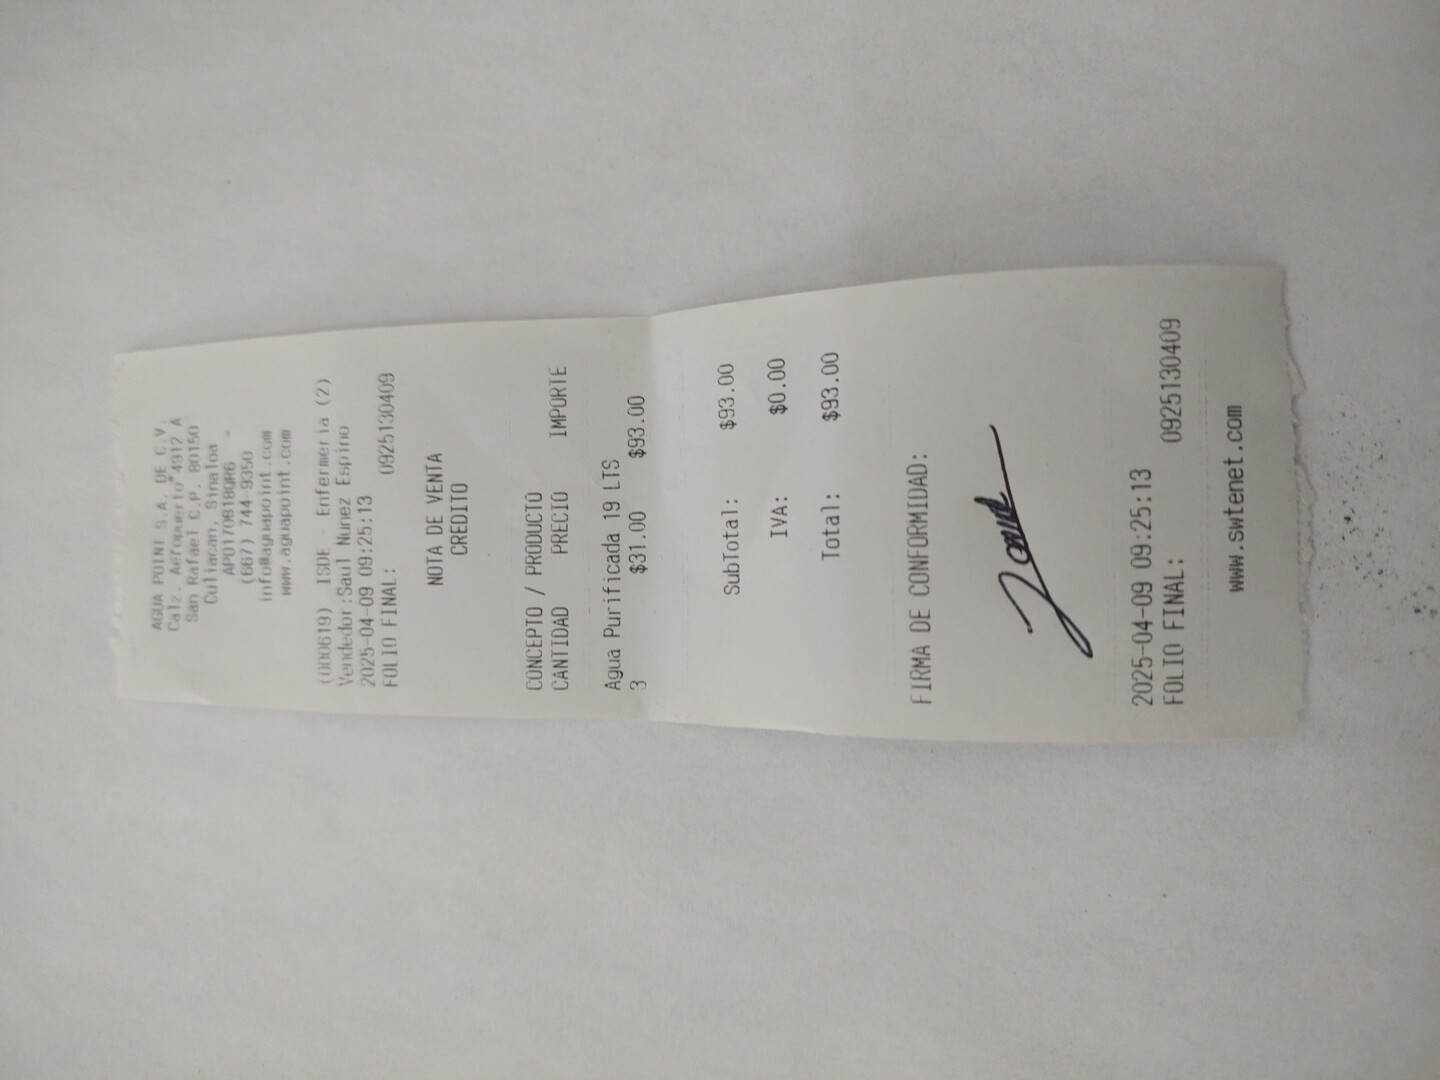 AGUA POINT S.A. DE C.V.
Calz. Aeropuerto 4912 A
San Rafael C.P. 80150
Culiacan, Sinaloa
APO170818QR6 -
(667) 744-9350
info@aguapoint.com
www.aguapoint.com
(000619) ISDE - Enfermeria (2)
Vendedor:Saul Nunez Espino
2025-04-09 09:25:13
FOLIO FINAL: 0925130409
NOTA DE VENTA
CREDITO
CONCEPTO / PRODUCTO
CANTIDAD PRECIO IMPORTE
Agua Purificada 19 LTS
3 $31.00 $93.00
SubTotal: $93.00
IVA: $0.00
Total: $93.00
FIRMA DE CONFORMIDAD:
2025-04-09 09:25:13
FOLIO FINAL: 0925130409
www.swtenet.com